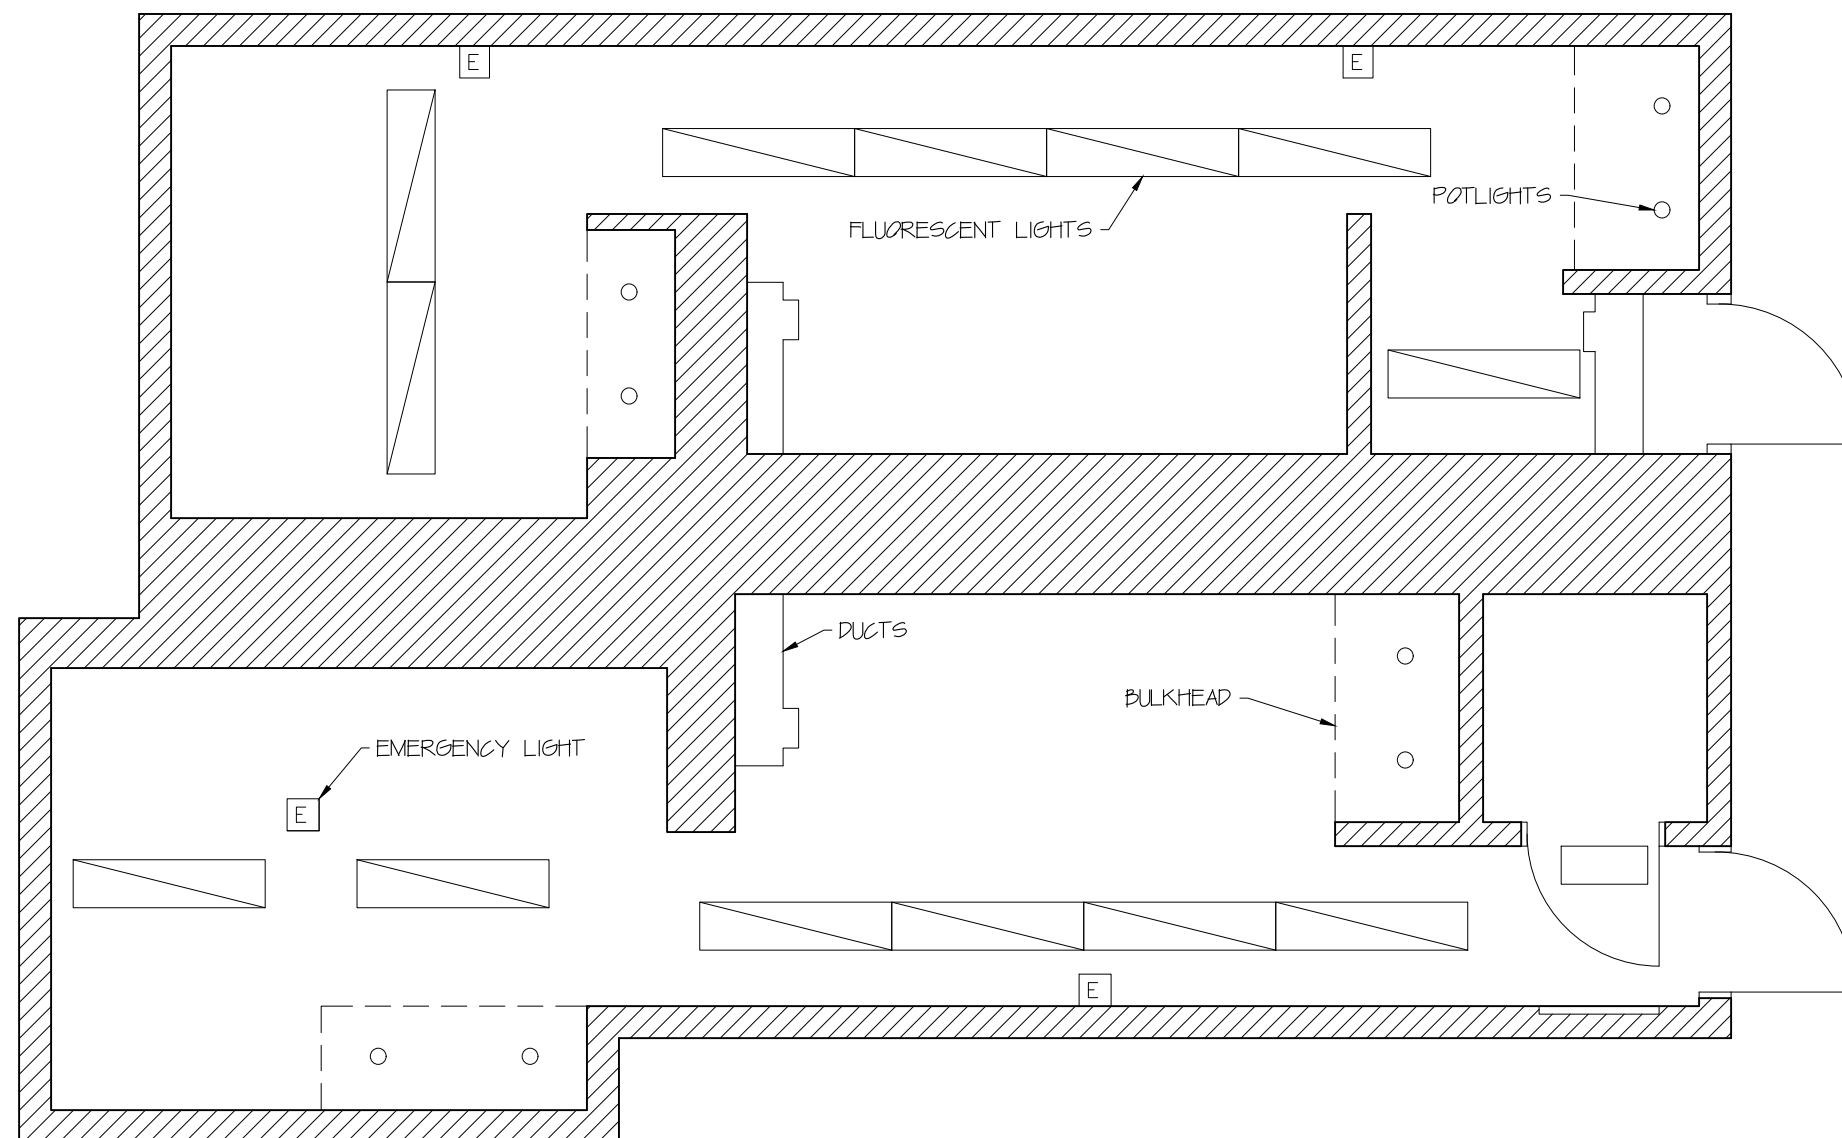 E
E
POTLIGHTS
FLUORESCENT LIGHTS
DUCTS
BULKHEAD
EMERGENCY LIGHT
E
E